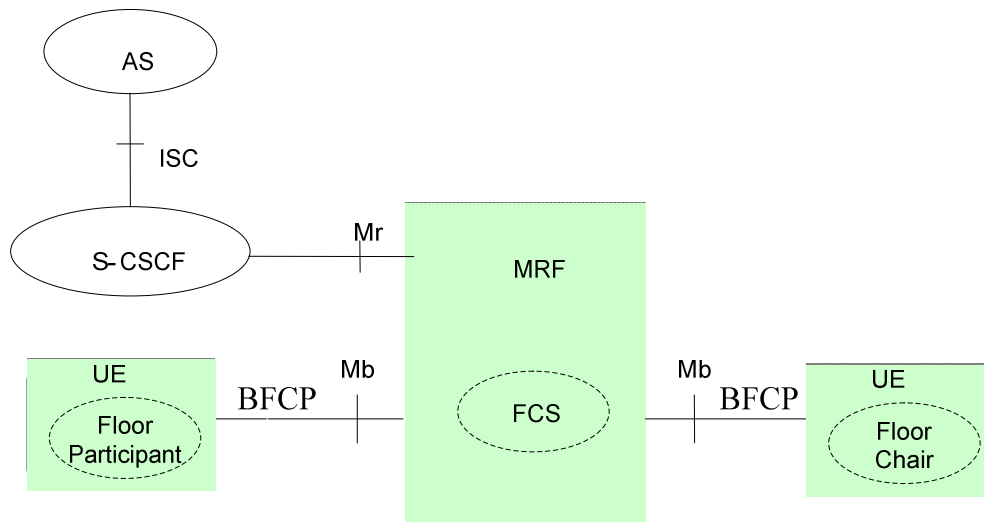 AS
ISC
S-CSCF
Mr
MRF
UE
Floor
Participant
BFCP
Mb
FCS
Mb
BFCP
UE
Floor
Chair